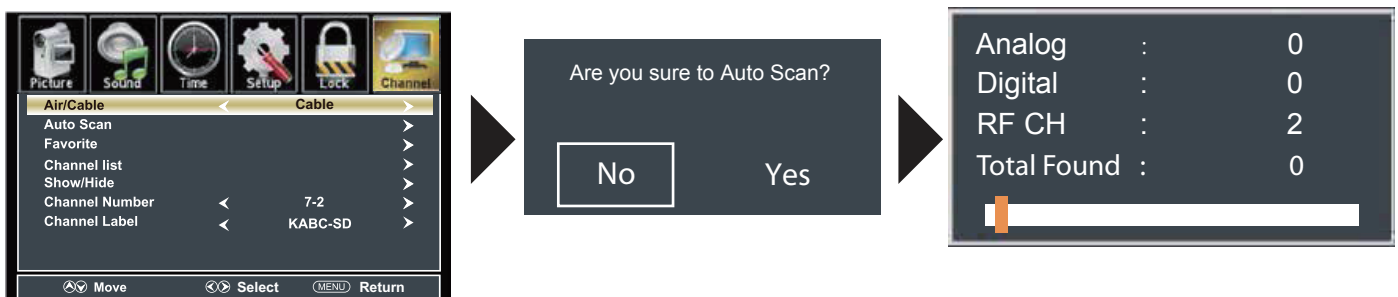 Picture Sound Time Setup Lock Channel
Air/Cable Cable
Auto Scan
Favorite
Channel list
Show/Hide
Channel Number 7-2
Channel Label KABC-SD
Move Select MENU Return
Are you sure to Auto Scan?
No Yes
Analog : 0
Digital : 0
RF CH : 2
Total Found : 0